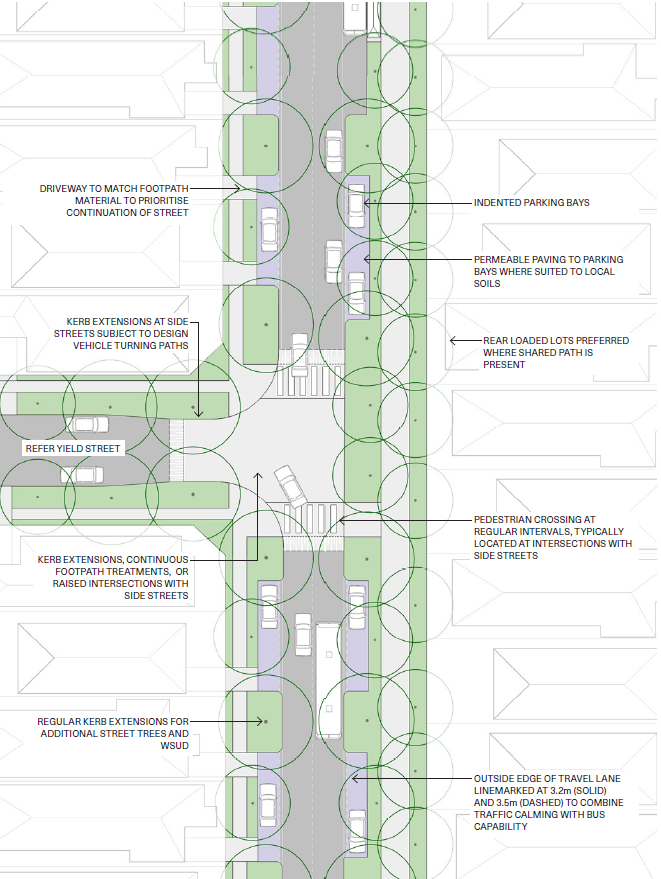 DRIVEWAY TO MATCH FOOTPATH
MATERIAL TO PRIORITISE
CONTINUATION OF STREET
INDENTED PARKING BAYS
PERMEABLE PAVING TO PARKING
BAYS WHERE SUITED TO LOCAL
SOILS
KERB EXTENSIONS AT SIDE
STREETS SUBJECT TO DESIGN
VEHICLE TURNING PATHS
REAR LOADED LOTS PREFERRED
WHERE SHARED PATH IS
PRESENT
REFER YIELD STREET
PEDESTRIAN CROSSING AT
REGULAR INTERVALS, TYPICALLY
LOCATED AT INTERSECTIONS WITH
SIDE STREETS
KERB EXTENSIONS, CONTINUOUS
FOOTPATH TREATMENTS, OR
RAISED INTERSECTIONS WITH
SIDE STREETS
REGULAR KERB EXTENSIONS FOR
ADDITIONAL STREET TREES AND
WSUD
OUTSIDE EDGE OF TRAVEL LANE
LINEMARKED AT 3.2m (SOLID)
AND 3.5m (DASHED) TO COMBINE
TRAFFIC CALMING WITH BUS
CAPABILITY